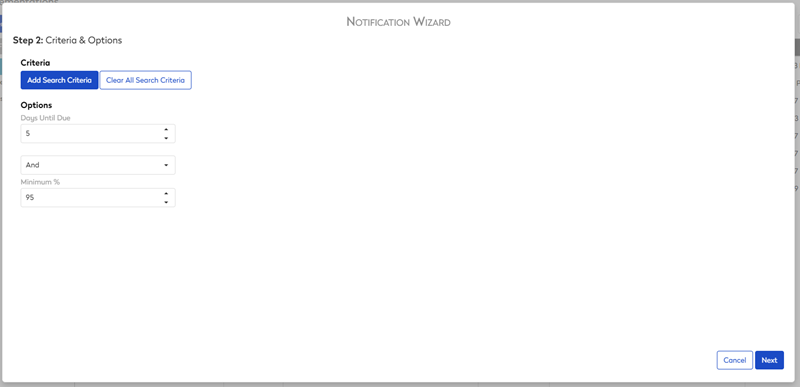 Notification Wizard
Step 2: Criteria & Options
Criteria
Add Search Criteria Clear All Search Criteria
Options
Days Until Due
5
And
Minimum %
95
Cancel Next